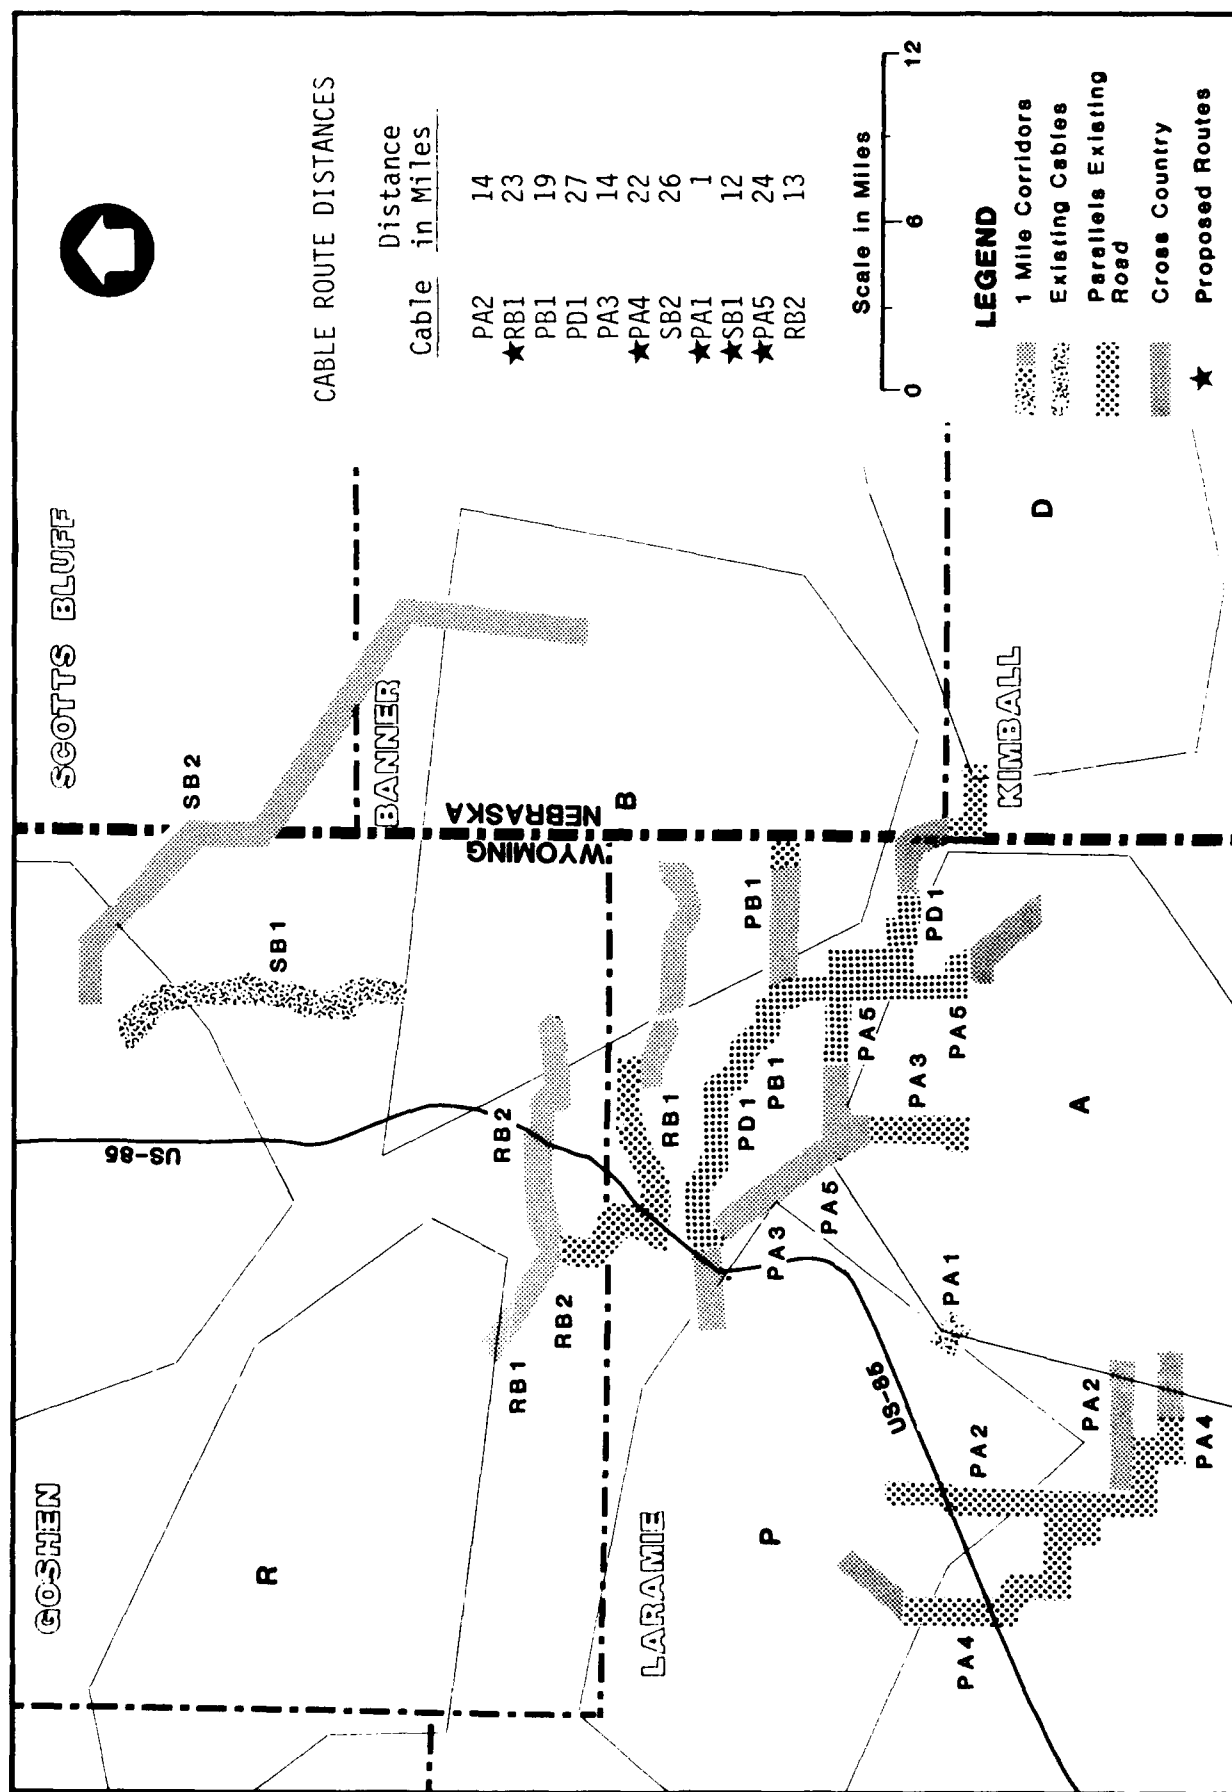 CABLE ROUTE DISTANCES
Cable Distance in Miles
PA2 14
★RB1 23
PB1 19
PD1 27
PA3 14
★PA4 22
SB2 26
★PA1 1
★SB1 12
★PA5 24
RB2 13
Scale in Miles
0 6 12
LEGEND
1 Mile Corridors
Existing Cables
Parallels Existing
Road
Cross Country
★ Proposed Routes
GOSHEN
SCOTTS BLUFF
SB2
SB1
US-85
R
BANNER
RB2
RB1
RB2
WYOMING
NEBRASKA
B
LARAMIE
RB1
PB1
PD1
PB1
PA3
PA5
P
PA5
PD1
US-85
PA3
PA5
PA1
PA2
PA4
KIMBALL
D
A
PA2
PA4